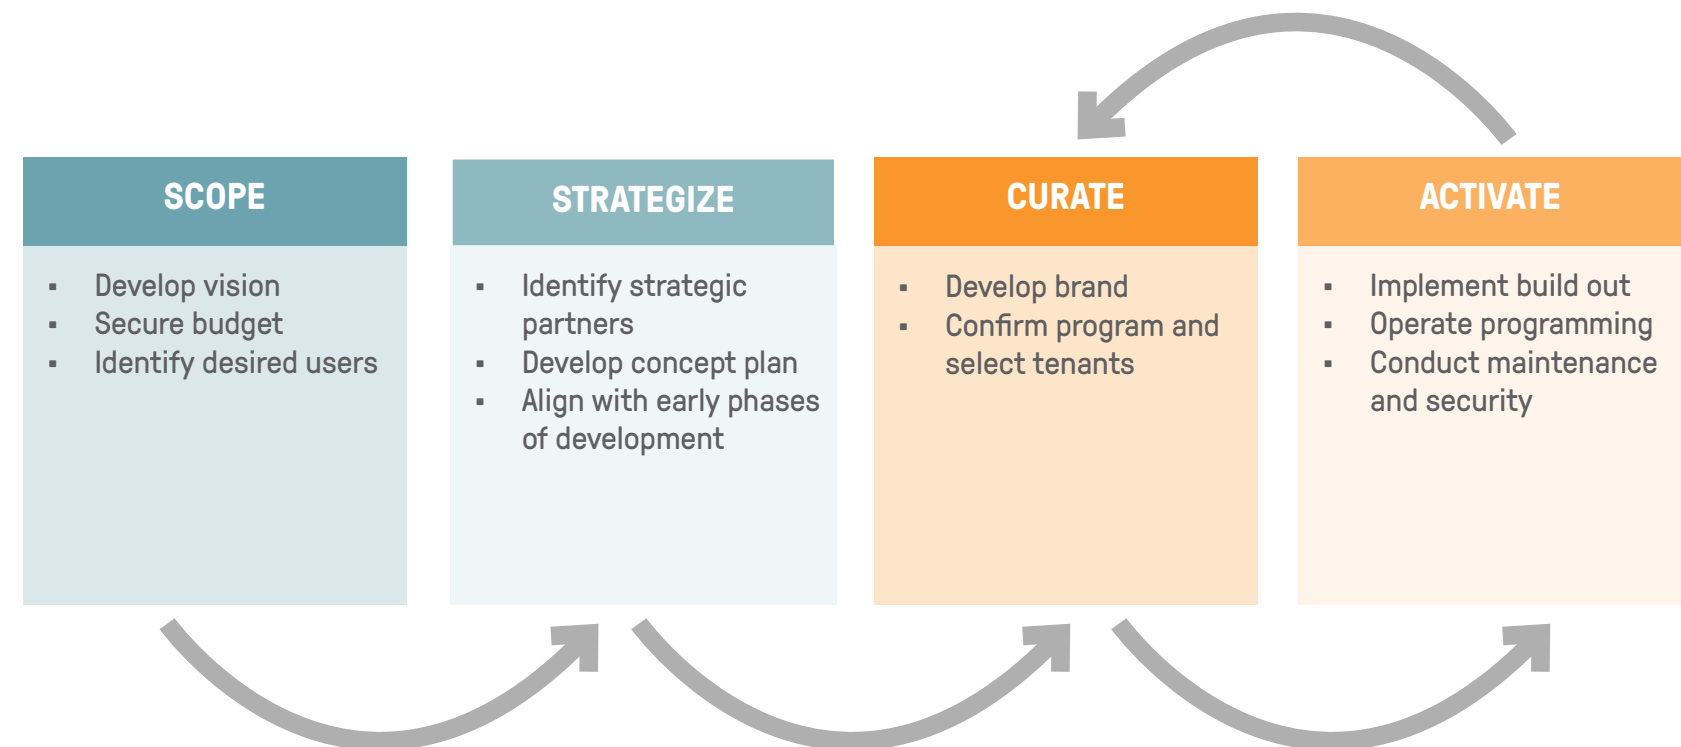 SCOPE
▪ Develop vision
▪ Secure budget
▪ Identify desired users
STRATEGIZE
▪ Identify strategic
partners
▪ Develop concept plan
▪ Align with early phases
of development
CURATE
▪ Develop brand
▪ Confirm program and
select tenants
ACTIVATE
▪ Implement build out
▪ Operate programming
▪ Conduct maintenance
and security